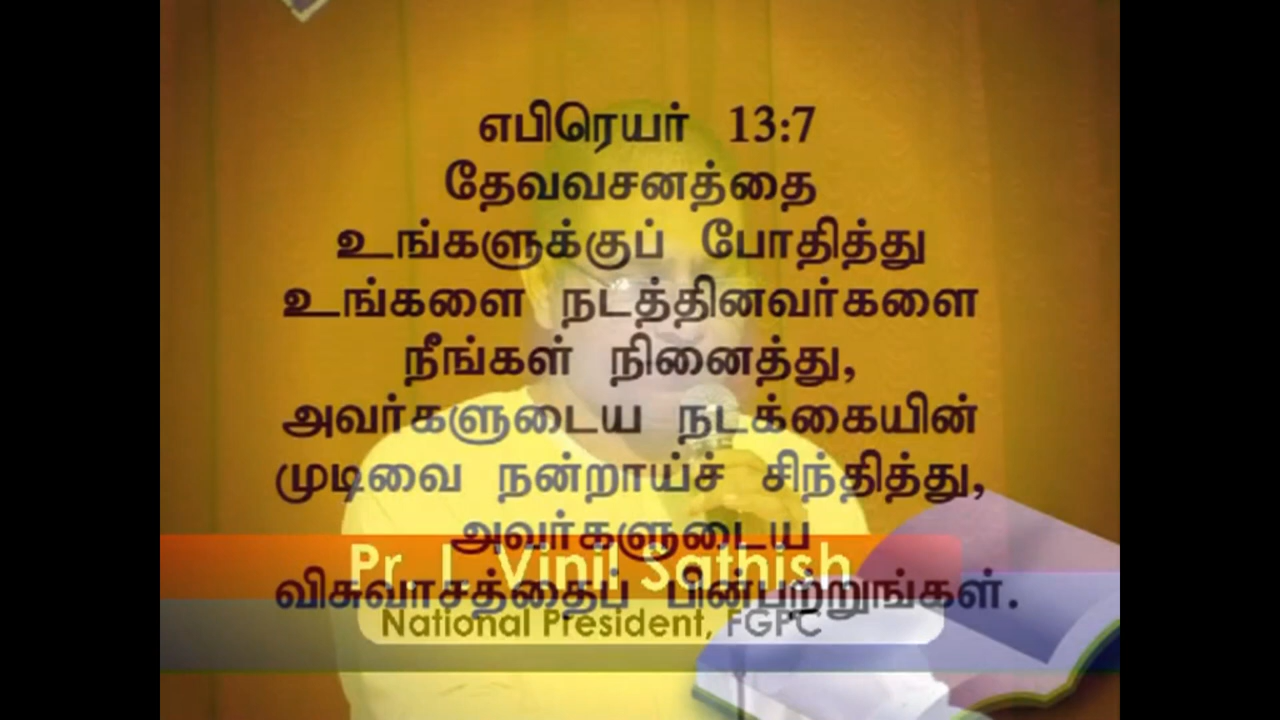 எபிரெயர் 13:7
தேவவசனத்தை
உங்களுக்குப் போதித்து
உங்களை நடத்தினவர்களை
நீங்கள் நினைத்து,
அவர்களுடைய நடக்கையின்
முடிவை நன்றாய்ச் சிந்தித்து,
அவர்களுடைய
Pr. I. Vinil Sathish
விசுவாசத்தைப் பின்பற்றுங்கள்.
National President, FGPC